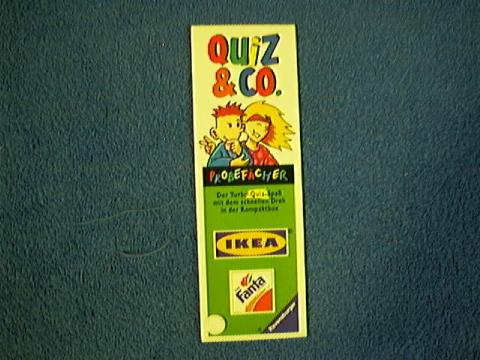 QUiZ
& CO.
PROBEFÄCHER
Der Turbo-Quiz-Spaß
mit dem schnellen Dreh
in der Kompaktbox
IKEA
Fanta
Ravensburger